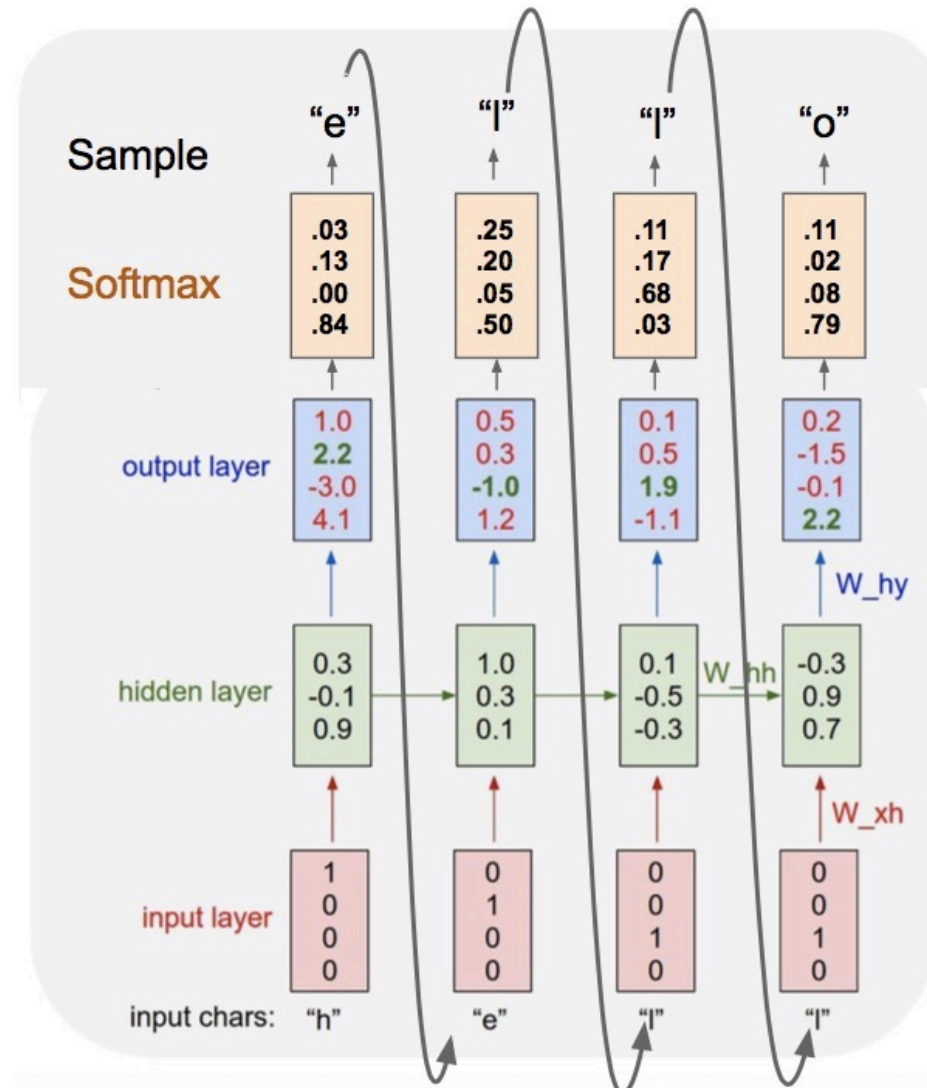 “e” “l” “l” “o”
Sample
.03 .25 .11 .11
.13 .20 .17 .02
Softmax
.00 .05 .68 .08
.84 .50 .03 .79
1.0 0.5 0.1 0.2
output layer 2.2 0.3 0.5 -1.5
-3.0 -1.0 1.9 -0.1
4.1 1.2 -1.1 2.2
W_hy
0.3 1.0 0.1 W_hh -0.3
hidden layer -0.1 0.3 -0.5 0.9
0.9 0.1 -0.3 0.7
W_xh
1 0 0 0
input layer 0 1 0 0
0 0 1 1
0 0 0 0
input chars: “h” “e” “l” “l”